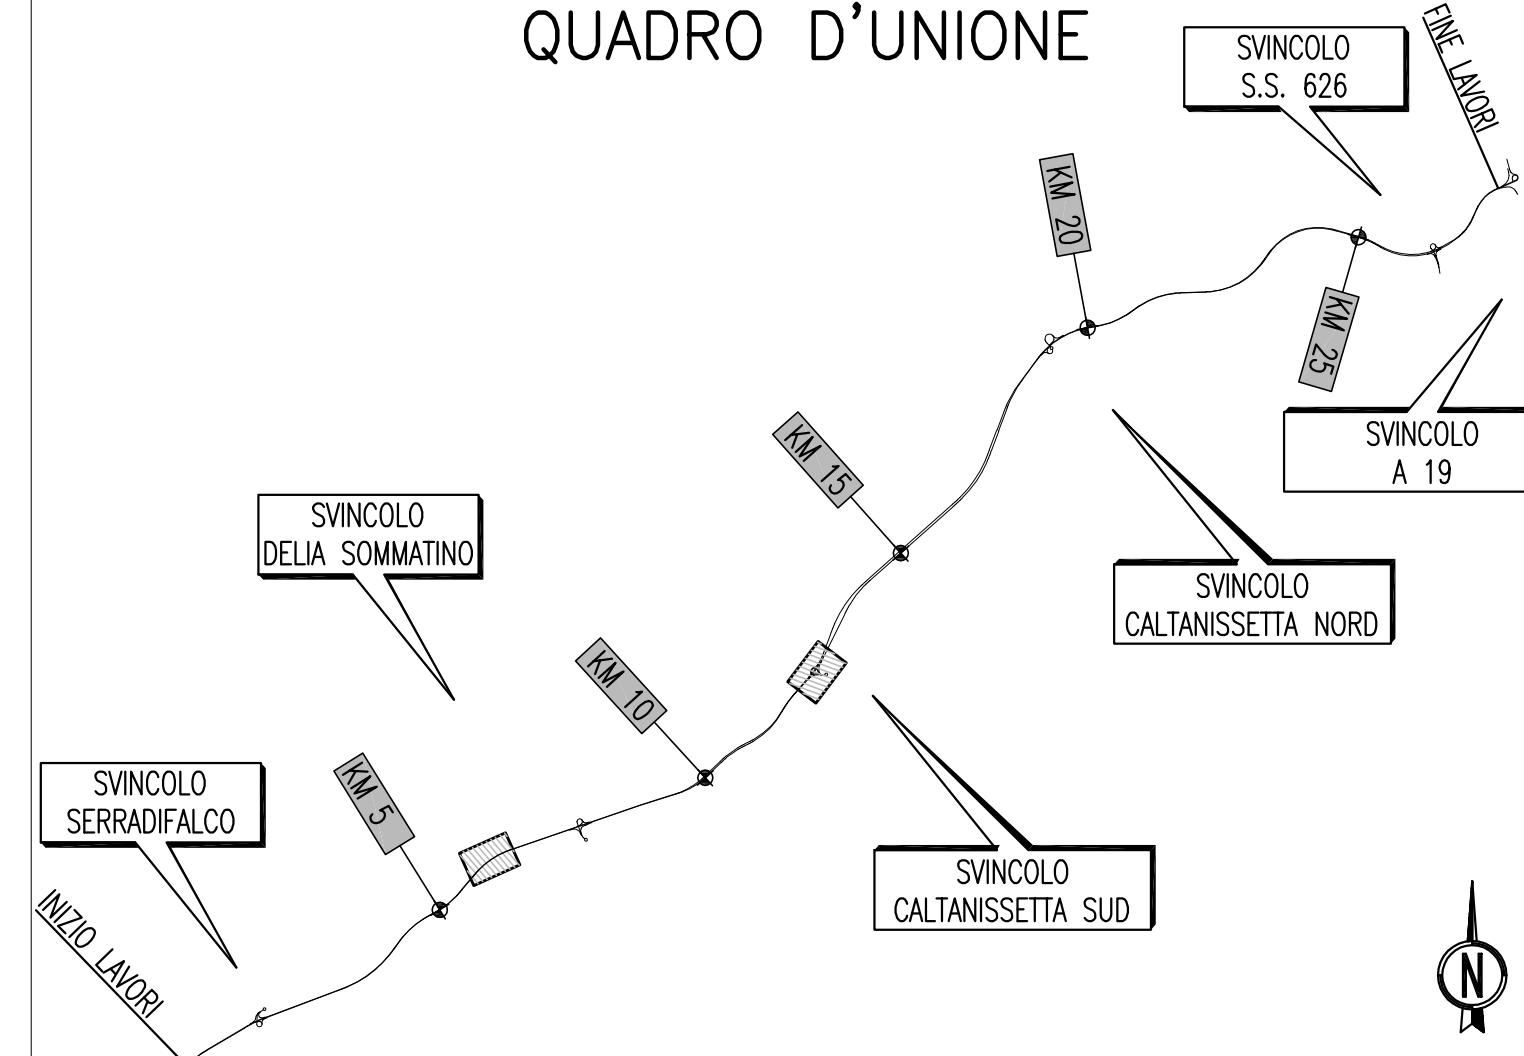 QUADRO D'UNIONE
SVINCOLO
S.S. 626
FINE LAVORI
KM 20
KM 25
SVINCOLO
A 19
KM 15
SVINCOLO
DELIA SOMMATINO
SVINCOLO
CALTANISSETTA NORD
KM 10
KM 5
SVINCOLO
SERRADIFALCO
SVINCOLO
CALTANISSETTA SUD
INIZIO LAVORI
N